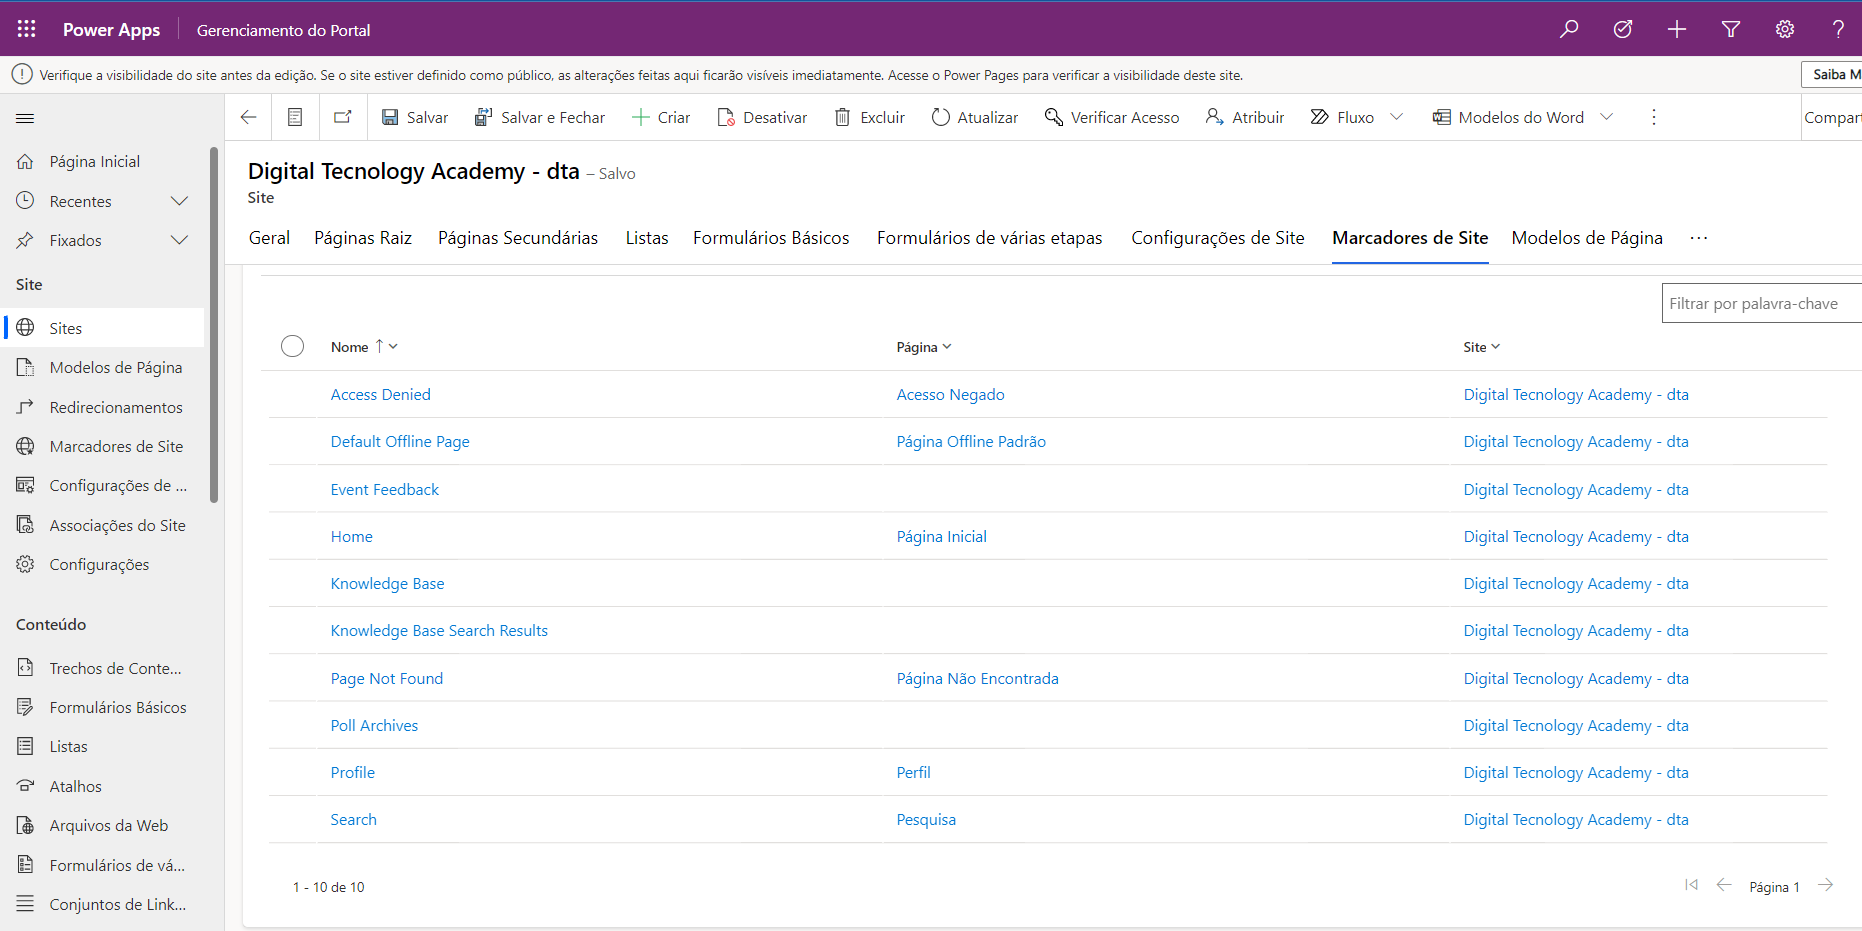 Power Apps
Gerenciamento do Portal
Verifique a visibilidade do site antes da edição. Se o site estiver definido como público, as alterações feitas aqui ficarão visíveis imediatamente. Acesse o Power Pages para verificar a visibilidade deste site.
Saiba M
Salvar
Salvar e Fechar
Criar
Desativar
Excluir
Atualizar
Verificar Acesso
Atribuir
Fluxo
Modelos do Word
Compart
Página Inicial
Recentes
Fixados
Site
Sites
Modelos de Página
Redirecionamentos
Marcadores de Site
Configurações de ...
Associações do Site
Configurações
Conteúdo
Trechos de Conte...
Formulários Básicos
Listas
Atalhos
Arquivos da Web
Formulários de vá...
Conjuntos de Link...
Digital Tecnology Academy - dta – Salvo
Site
Geral
Páginas Raiz
Páginas Secundárias
Listas
Formulários Básicos
Formulários de várias etapas
Configurações de Site
Marcadores de Site
Modelos de Página
...
Filtrar por palavra-chave
Nome
Página
Site
Access Denied
Acesso Negado
Digital Tecnology Academy - dta
Default Offline Page
Página Offline Padrão
Digital Tecnology Academy - dta
Event Feedback
Digital Tecnology Academy - dta
Home
Página Inicial
Digital Tecnology Academy - dta
Knowledge Base
Digital Tecnology Academy - dta
Knowledge Base Search Results
Digital Tecnology Academy - dta
Page Not Found
Página Não Encontrada
Digital Tecnology Academy - dta
Poll Archives
Digital Tecnology Academy - dta
Profile
Perfil
Digital Tecnology Academy - dta
Search
Pesquisa
Digital Tecnology Academy - dta
1 - 10 de 10
Página 1